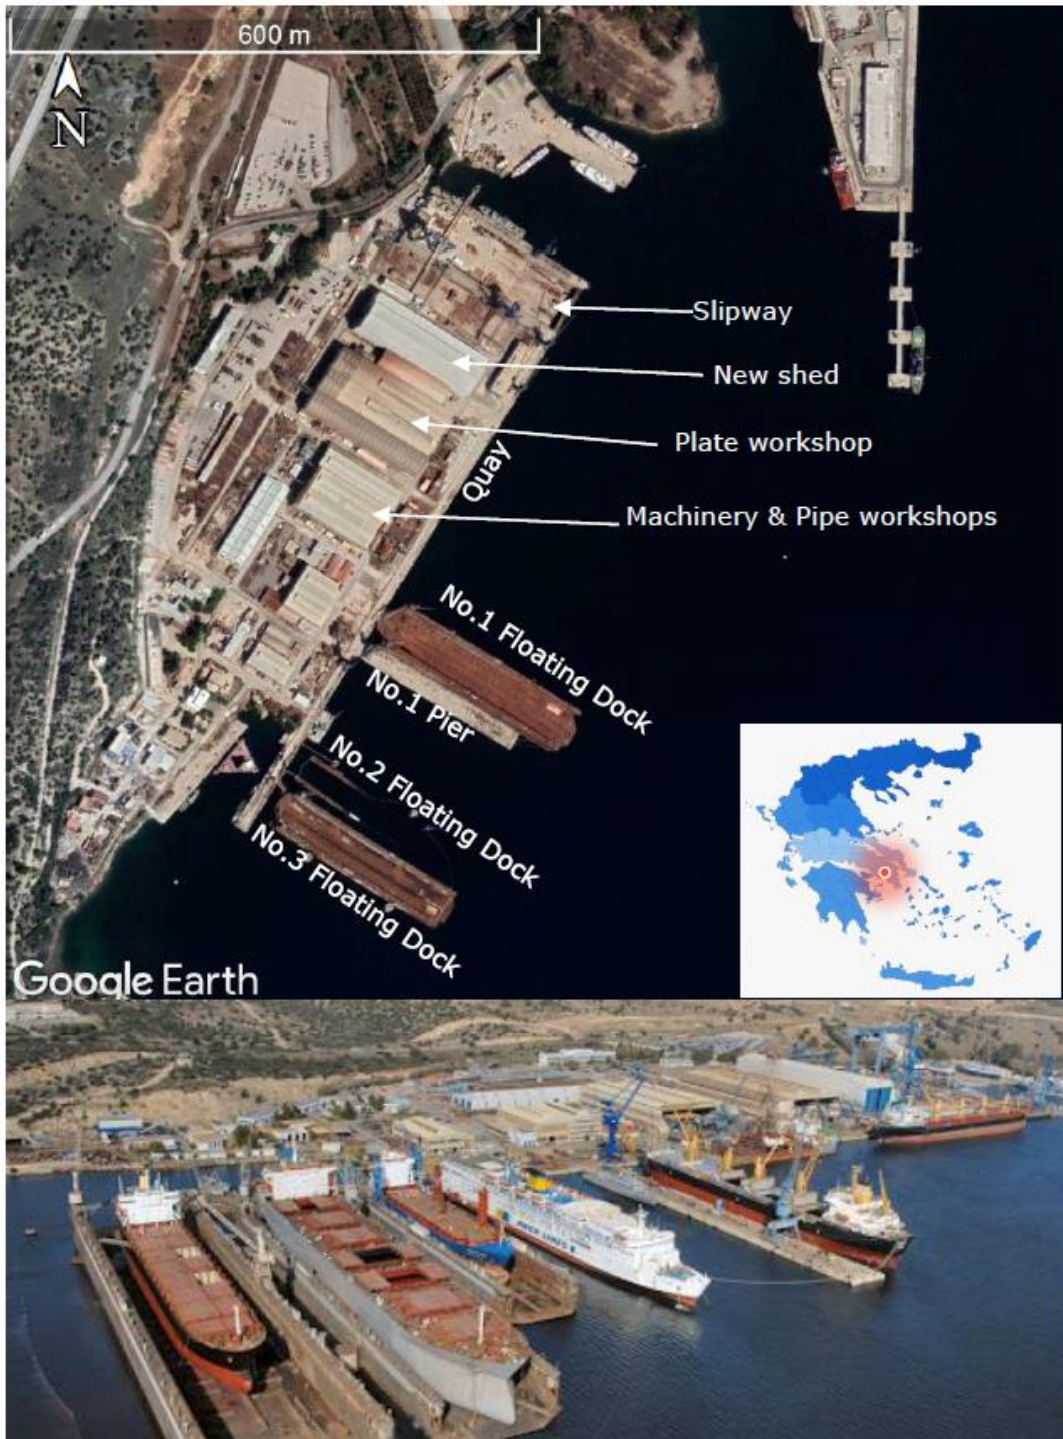 600 m
N
Slipway
New shed
Plate workshop
Quay
Machinery & Pipe workshops
No.1 Floating Dock
No.1 Pier
No.2 Floating Dock
No.3 Floating Dock
Google Earth